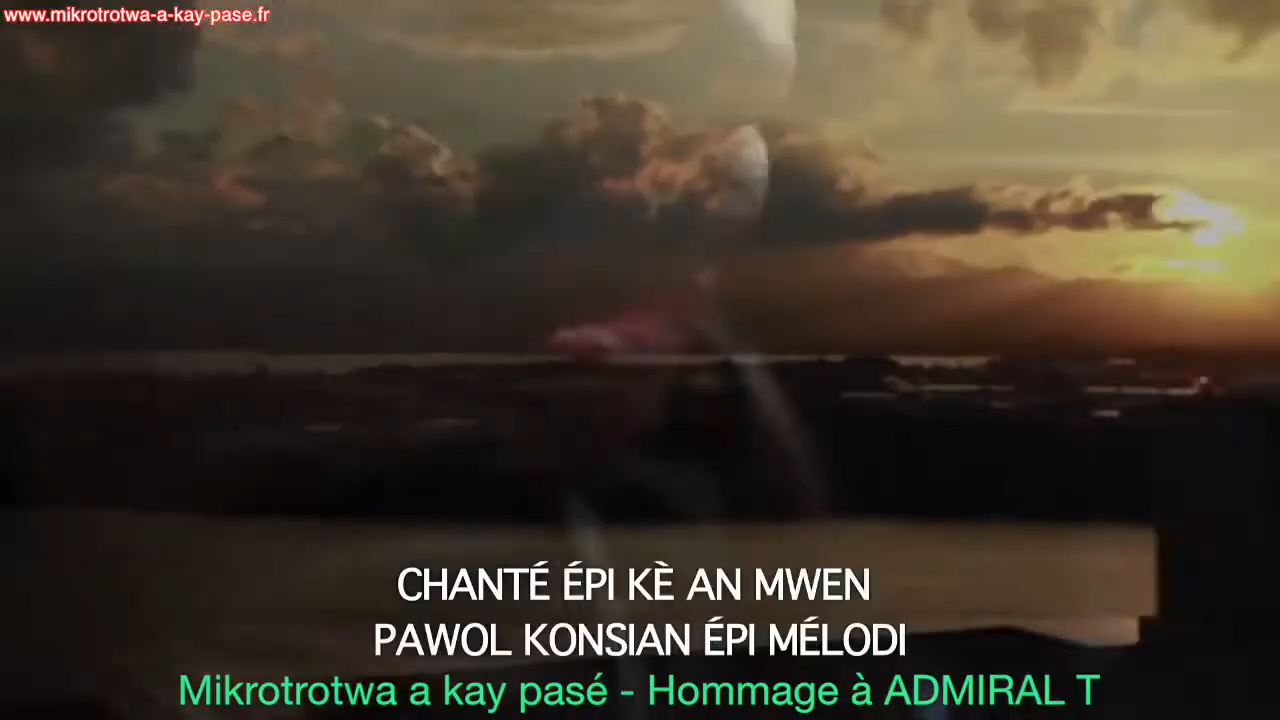 www.mikrotrotwa-a-kay-pase.fr
CHANTÉ ÉPI KÈ AN MWEN
PAWOL KONSIAN ÉPI MÉLODI
Mikrotrotwa a kay pasé - Hommage à ADMIRAL T